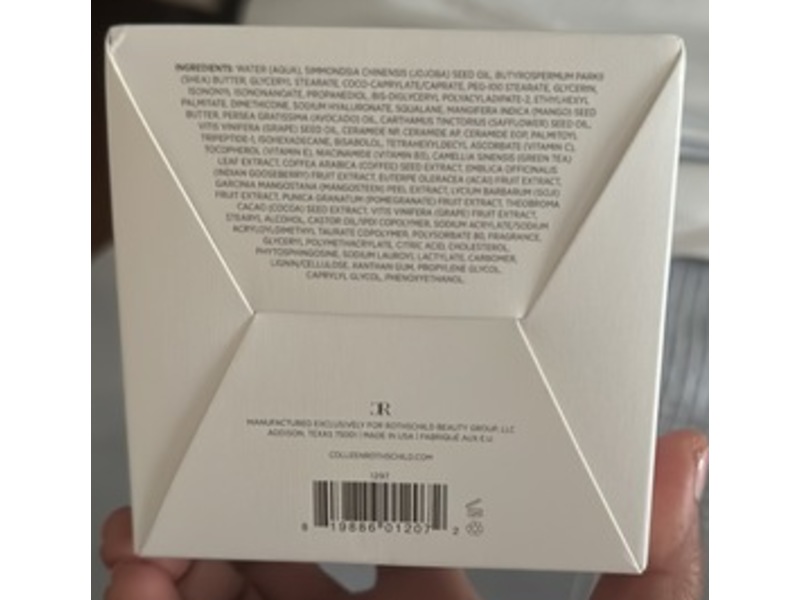 INGREDIENTS: WATER (AQUA), SIMMONDSIA CHINENSIS (JOJOBA) SEED OIL, BUTYROSPERMUM PARKII
(SHEA) BUTTER, GLYCERYL STEARATE, COCO-CAPRYLATE/CAPRATE, PEG-100 STEARATE, GLYCERIN,
ISONONYL ISONONANOATE, PROPANEDIOL, BIS-DIGLYCERYL POLYACYLADIPATE-2, ETHYLHEXYL
PALMITATE, DIMETHICONE, SODIUM HYALURONATE, SQUALANE, MANGIFERA INDICA (MANGO) SEED
BUTTER, PERSEA GRATISSIMA (AVOCADO) OIL, CARTHAMUS TINCTORIUS (SAFFLOWER) SEED OIL,
VITIS VINIFERA (GRAPE) SEED OIL, CERAMIDE NP, CERAMIDE AP, CERAMIDE EOP, PALMITOYL
TRIPEPTIDE-1, ISOHEXADECANE, BISABOLOL, TETRAHEXYLDECYL ASCORBATE (VITAMIN C),
TOCOPHEROL (VITAMIN E), NIACINAMIDE (VITAMIN B3), CAMELLIA SINENSIS (GREEN TEA)
LEAF EXTRACT, COFFEA ARABICA (COFFEE) SEED EXTRACT, EMBLICA OFFICINALIS
(INDIAN GOOSEBERRY) FRUIT EXTRACT, EUTERPE OLERACEA (ACAI) FRUIT EXTRACT,
GARCINIA MANGOSTANA (MANGOSTEEN) PEEL EXTRACT, LYCIUM BARBARUM (GOJI)
FRUIT EXTRACT, PUNICA GRANATUM (POMEGRANATE) FRUIT EXTRACT, THEOBROMA
CACAO (COCOA) SEED EXTRACT, VITIS VINIFERA (GRAPE) FRUIT EXTRACT,
STEARYL ALCOHOL, CASTOR OIL/IPDI COPOLYMER, SODIUM ACRYLATE/SODIUM
ACRYLOYLDIMETHYL TAURATE COPOLYMER, POLYSORBATE 80, FRAGRANCE,
GLYCERYL POLYMETHACRYLATE, CITRIC ACID, CHOLESTEROL,
PHYTOSPHINGOSINE, SODIUM LAUROYL LACTYLATE, CARBOMER,
LIGNIN/CELLULOSE, XANTHAN GUM, PROPYLENE GLYCOL,
CAPRYLYL GLYCOL, PHENOXYETHANOL.
CR
MANUFACTURED EXCLUSIVELY FOR ROTHSCHILD BEAUTY GROUP, LLC
ADDISON, TEXAS 75001 | MADE IN USA | FABRIQUÉ AUX É.U
COLLEENROTHSCHILD.COM
1297
8 19886 01207 2